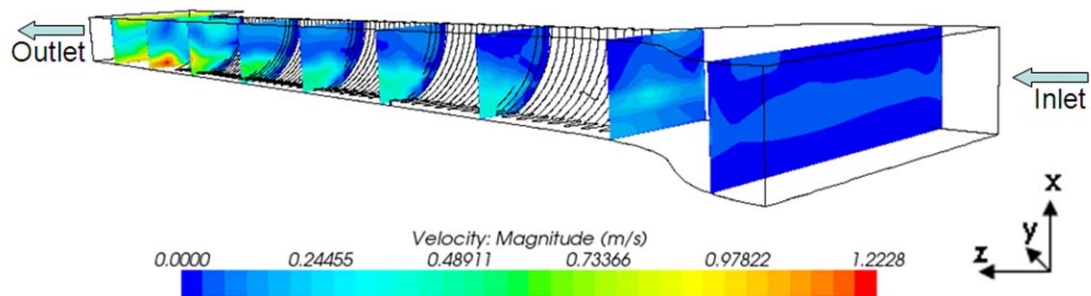 Outlet
Inlet
x
y
z
Velocity: Magnitude (m/s)
0.0000 0.24455 0.48911 0.73366 0.97822 1.2228